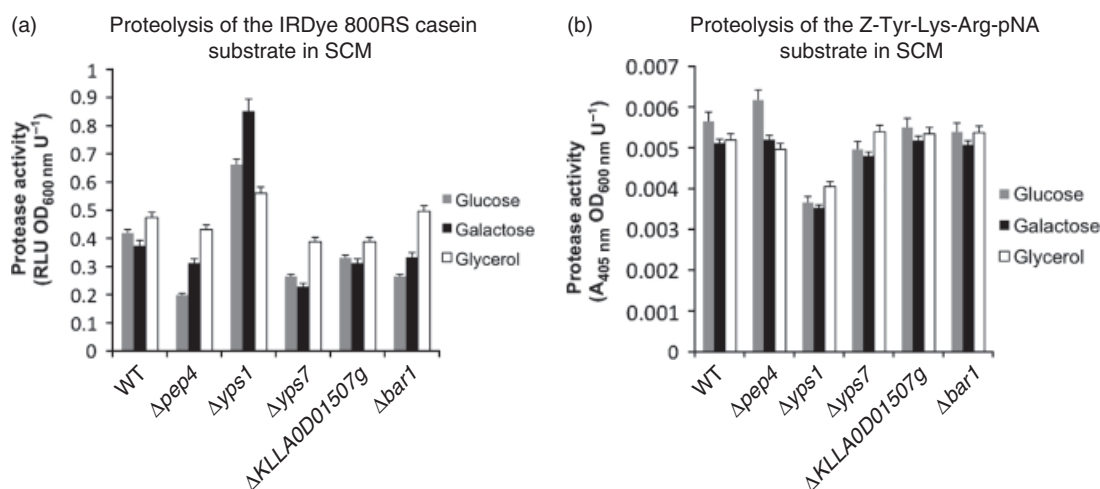 (a) Proteolysis of the IRDye 800RS casein
substrate in SCM
Protease activity
(RLU OD600 nm U−1)
1
0.9
0.8
0.7
0.6
0.5
0.4
0.3
0.2
0.1
0
WT
Δpep4
Δyps1
Δyps7
ΔKLLA0D01507g
Δbar1
Glucose
Galactose
Glycerol
(b) Proteolysis of the Z-Tyr-Lys-Arg-pNA
substrate in SCM
Protease activity
(A405 nm OD600 nm U−1)
0.007
0.006
0.005
0.004
0.003
0.002
0.001
0
WT
Δpep4
Δyps1
Δyps7
ΔKLLA0D01507g
Δbar1
Glucose
Galactose
Glycerol